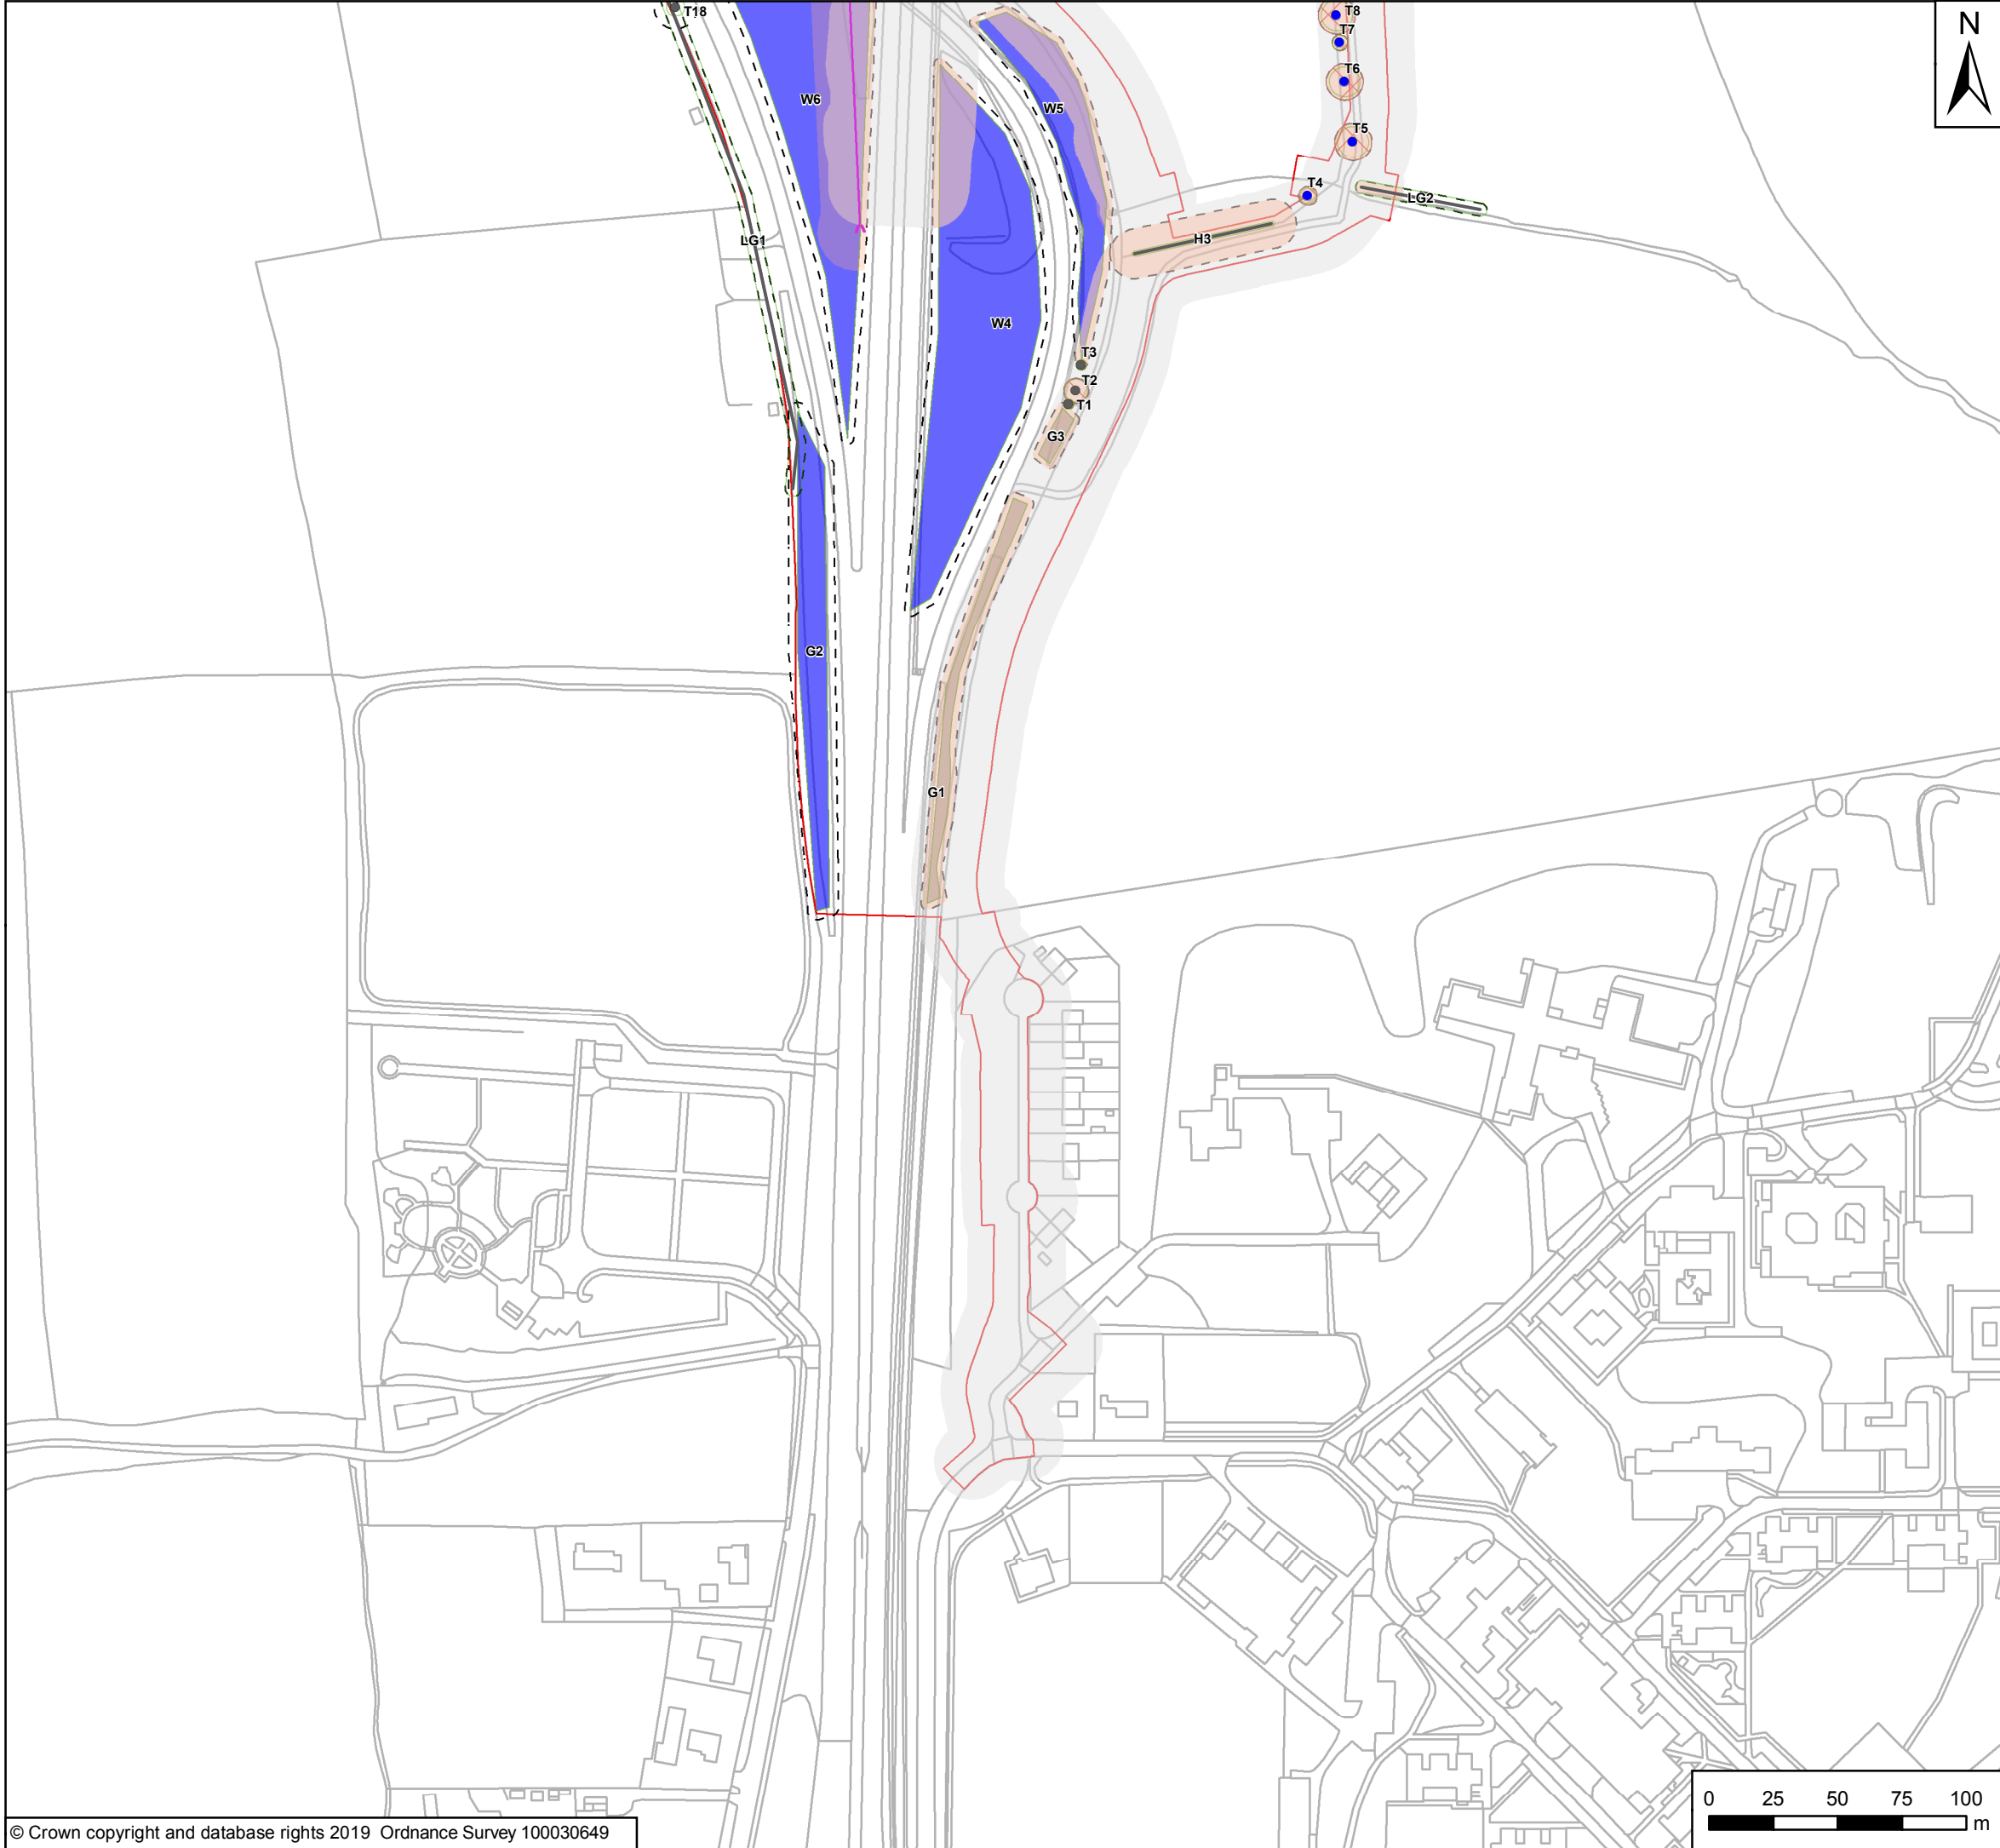 T18
T8
N
T7
T6
W6
W5
T5
T4
LG2
LG1
H3
W4
T3
T2
T1
G3
G2
G1
0 25 50 75 100
m
© Crown copyright and database rights 2019 Ordnance Survey 100030649